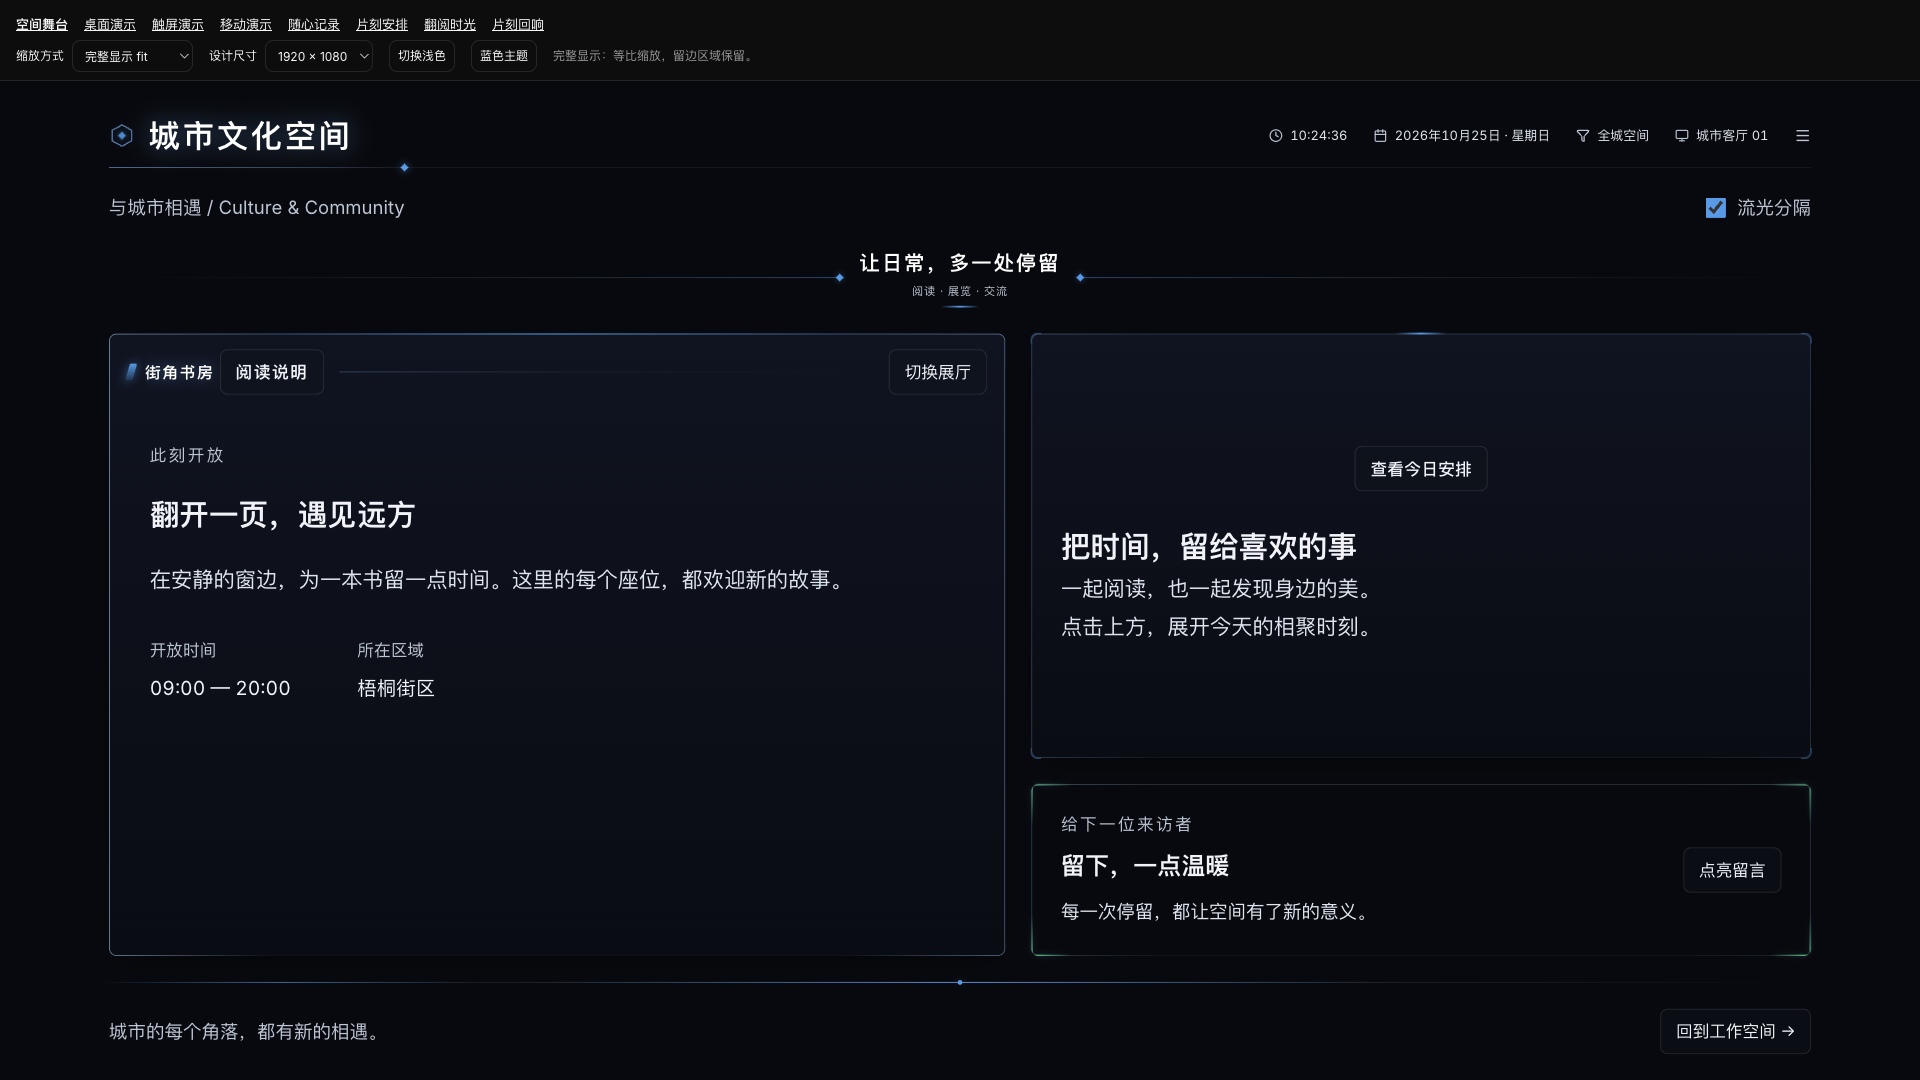 空间舞台 桌面演示 触屏演示 移动演示 随心记录 片刻安排 翻阅时光 片刻回响
缩放方式 完整显示 fit 设计尺寸 1920 × 1080 切换浅色 蓝色主题 完整显示：等比缩放，留边区域保留。
城市文化空间
10:24:36 2026年10月25日 · 星期日 全城空间 城市客厅 01
与城市相遇 / Culture & Community
流光分隔
让日常，多一处停留
阅读 · 展览 · 交流
街角书房 阅读说明 切换展厅
此刻开放
翻开一页，遇见远方
在安静的窗边，为一本书留一点时间。这里的每个座位，都欢迎新的故事。
开放时间 所在区域
09:00 — 20:00 梧桐街区
查看今日安排
把时间，留给喜欢的事
一起阅读，也一起发现身边的美。
点击上方，展开今天的相聚时刻。
给下一位来访者
留下，一点温暖
每一次停留，都让空间有了新的意义。
点亮留言
城市的每个角落，都有新的相遇。
回到工作空间 →